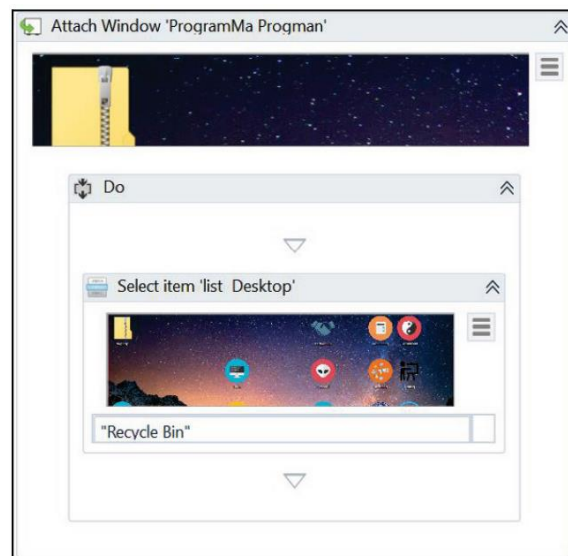 Attach Window 'ProgramMa Progman'
Do
Select item 'list Desktop'
"Recycle Bin"